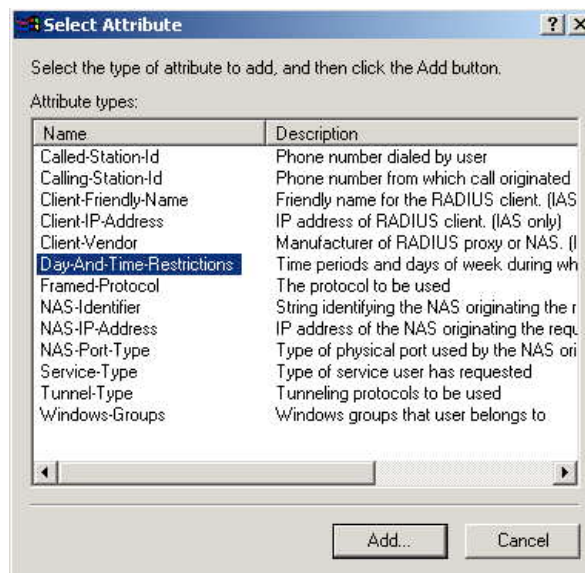 Select Attribute
Select the type of attribute to add, and then click the Add button.
Attribute types:
Name Description
Called-Station-Id Phone number dialed by user
Calling-Station-Id Phone number from which call originated
Client-Friendly-Name Friendly name for the RADIUS client. (IAS
Client-IP-Address IP address of RADIUS client. (IAS only)
Client-Vendor Manufacturer of RADIUS proxy or NAS. (I
Day-And-Time-Restrictions Time periods and days of week during wh
Framed-Protocol The protocol to be used
NAS-Identifier String identifying the NAS originating the r
NAS-IP-Address IP address of the NAS originating the requ
NAS-Port-Type Type of physical port used by the NAS ori
Service-Type Type of service user has requested
Tunnel-Type Tunneling protocols to be used
Windows-Groups Windows groups that user belongs to
Add... Cancel